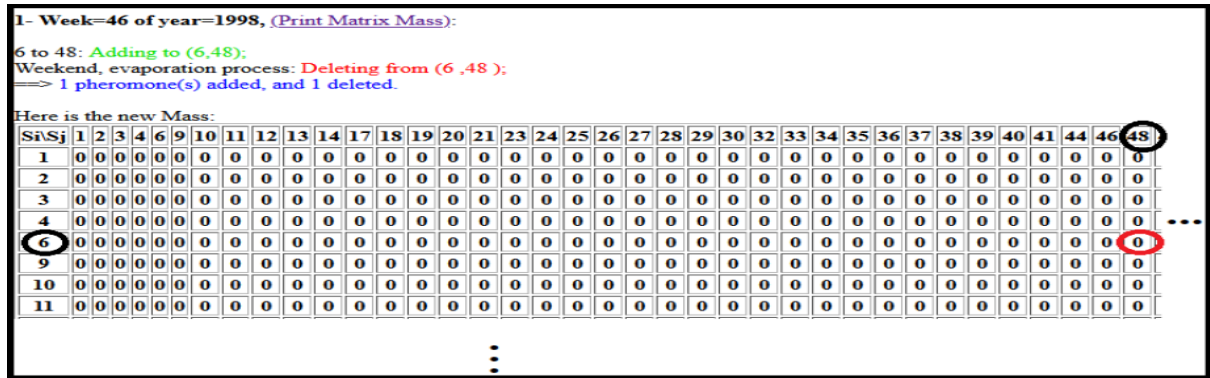 1- Week=46 of year=1998, (Print Matrix Mass):
6 to 48: Adding to (6,48);
Weekend, evaporation process: Deleting from (6 ,48 );
==> 1 pheromone(s) added, and 1 deleted.
Here is the new Mass:
Si\Sj 1 2 3 4 6 9 10 11 12 13 14 17 18 19 20 21 23 24 25 26 27 28 29 30 32 33 34 35 36 37 38 39 40 41 44 46 48
1 0 0 0 0 0 0 0 0 0 0 0 0 0 0 0 0 0 0 0 0 0 0 0 0 0 0 0 0 0 0 0 0 0 0 0 0 0
2 0 0 0 0 0 0 0 0 0 0 0 0 0 0 0 0 0 0 0 0 0 0 0 0 0 0 0 0 0 0 0 0 0 0 0 0 0
3 0 0 0 0 0 0 0 0 0 0 0 0 0 0 0 0 0 0 0 0 0 0 0 0 0 0 0 0 0 0 0 0 0 0 0 0 0
4 0 0 0 0 0 0 0 0 0 0 0 0 0 0 0 0 0 0 0 0 0 0 0 0 0 0 0 0 0 0 0 0 0 0 0 0 0 ...
6 0 0 0 0 0 0 0 0 0 0 0 0 0 0 0 0 0 0 0 0 0 0 0 0 0 0 0 0 0 0 0 0 0 0 0 0 0
9 0 0 0 0 0 0 0 0 0 0 0 0 0 0 0 0 0 0 0 0 0 0 0 0 0 0 0 0 0 0 0 0 0 0 0 0 0
10 0 0 0 0 0 0 0 0 0 0 0 0 0 0 0 0 0 0 0 0 0 0 0 0 0 0 0 0 0 0 0 0 0 0 0 0 0
11 0 0 0 0 0 0 0 0 0 0 0 0 0 0 0 0 0 0 0 0 0 0 0 0 0 0 0 0 0 0 0 0 0 0 0 0 0